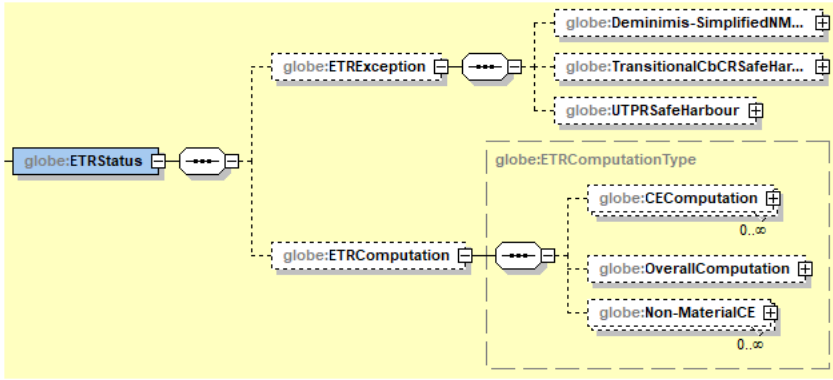 globe:Deminimis-SimplifiedNM...
globe:ETRException
globe:TransitionalCbCRSafeHar...
globe:UTPRSafeHarbour
globe:ETRStatus
globe:ETRComputationType
globe:CEComputation
0..∞
globe:ETRComputation
globe:OverallComputation
globe:Non-MaterialCE
0..∞